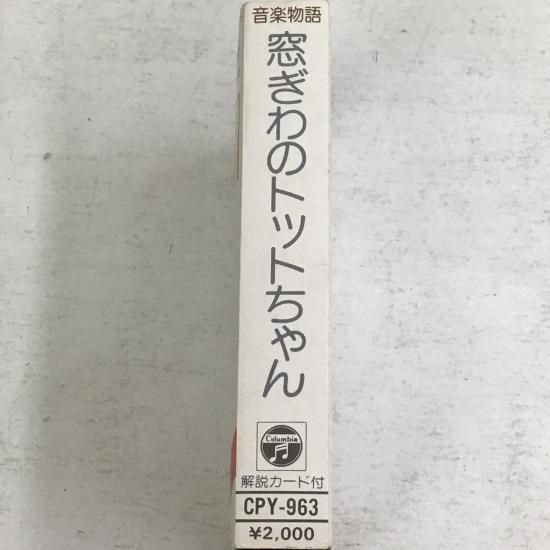 音楽物語
窓ぎわのトットちゃん
Columbia
解説カード付
CPY-963
¥2,000